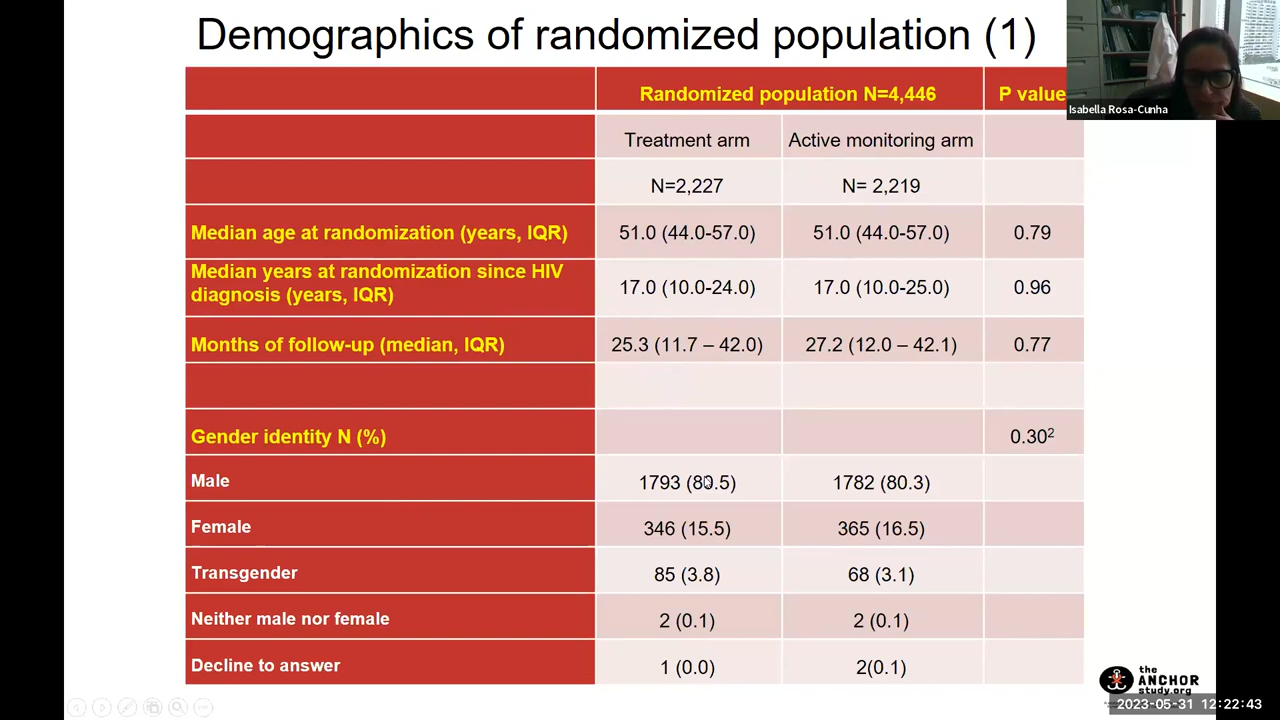 Demographics of randomized population (1)
Isabella Rosa-Cunha
Randomized population N=4,446 P value
Treatment arm Active monitoring arm
N=2,227 N= 2,219
Median age at randomization (years, IQR) 51.0 (44.0-57.0) 51.0 (44.0-57.0) 0.79
Median years at randomization since HIV
diagnosis (years, IQR) 17.0 (10.0-24.0) 17.0 (10.0-25.0) 0.96
Months of follow-up (median, IQR) 25.3 (11.7 – 42.0) 27.2 (12.0 – 42.1) 0.77
Gender identity N (%) 0.30²
Male 1793 (80.5) 1782 (80.3)
Female 346 (15.5) 365 (16.5)
Transgender 85 (3.8) 68 (3.1)
Neither male nor female 2 (0.1) 2 (0.1)
Decline to answer 1 (0.0) 2(0.1)
the
ANCHOR
study.org
2023-05-31 12:22:43